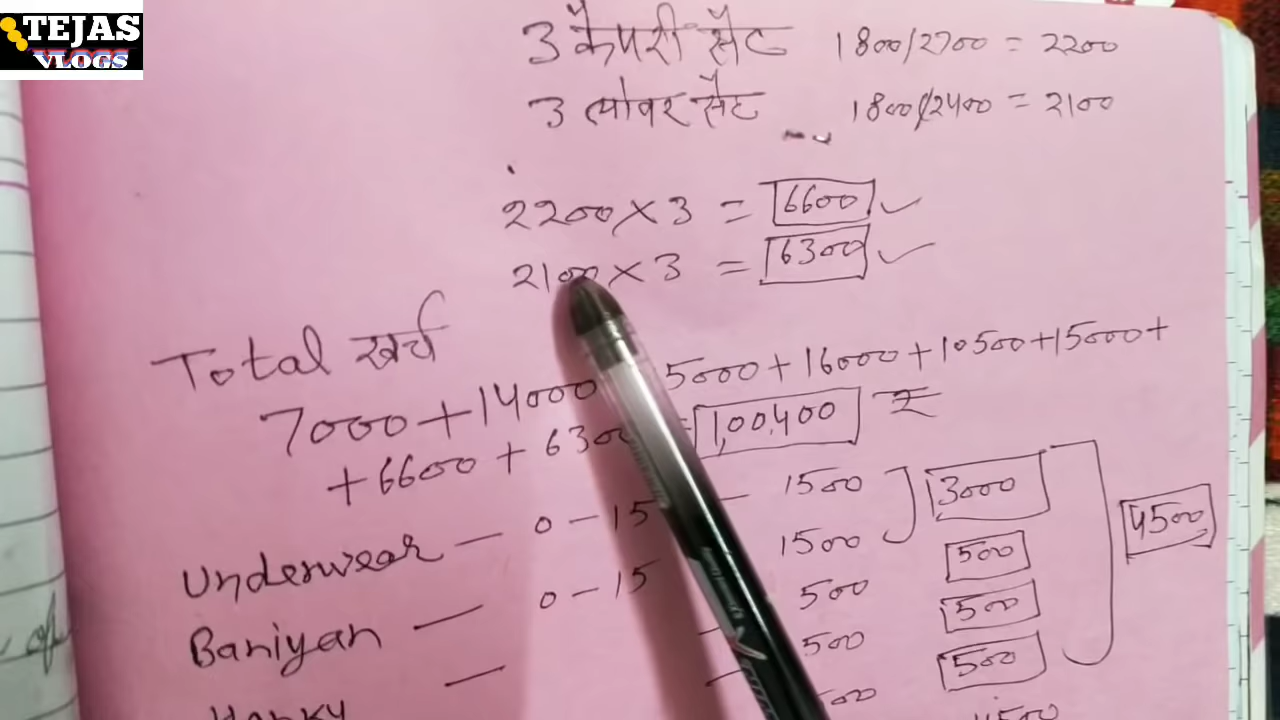 TEJAS
VLOGS
3 कैपरी सैट 1800/2700 = 2200
3 लोवर सैट 1800/2400 = 2100
2200 × 3 = 6600 ✓
2100 × 3 = 6300 ✓
Total खर्च
7000 + 14000 5000 + 16000 + 10500 + 15000 +
+ 6600 + 6300 1,00,400 ₹
Underwear — 0 – 15 – 1500 3000
Baniyan — 0 – 15 1500 500 4500
— 500 500
500 500